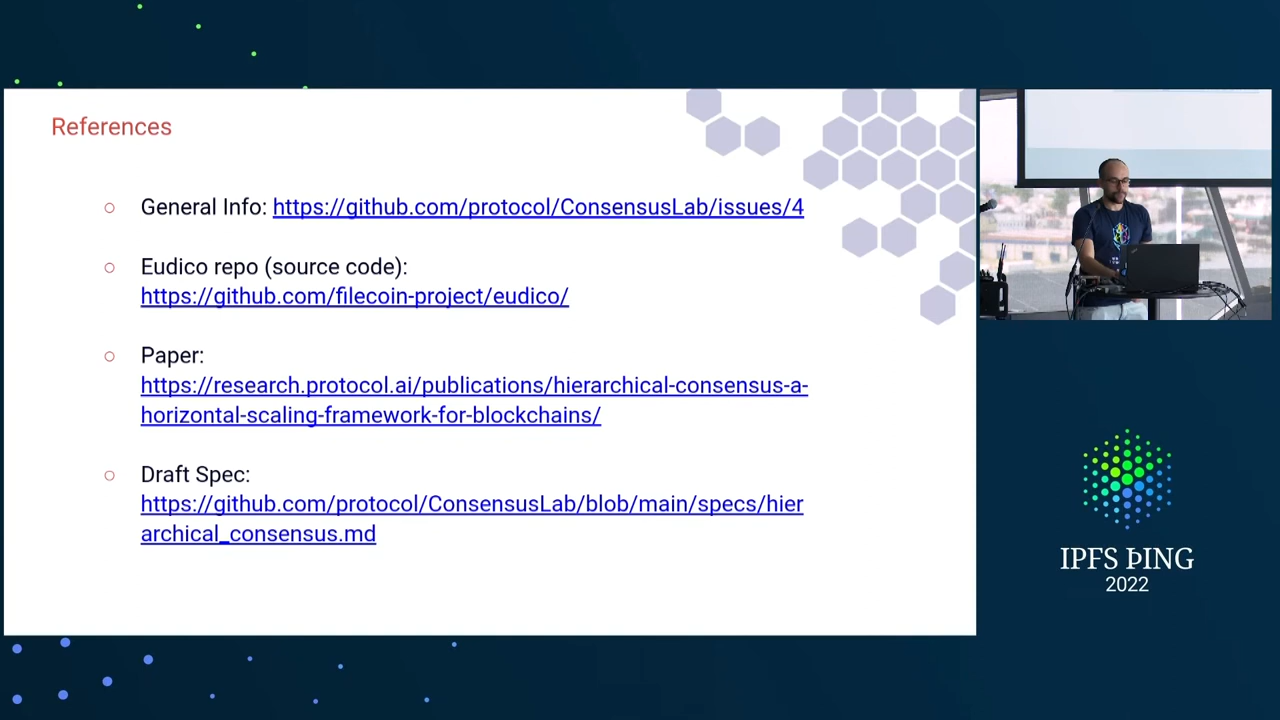 References
○ General Info: https://github.com/protocol/ConsensusLab/issues/4
○ Eudico repo (source code):
https://github.com/filecoin-project/eudico/
○ Paper:
https://research.protocol.ai/publications/hierarchical-consensus-a-
horizontal-scaling-framework-for-blockchains/
○ Draft Spec:
https://github.com/protocol/ConsensusLab/blob/main/specs/hier
archical_consensus.md
IPFS ÞING
2022